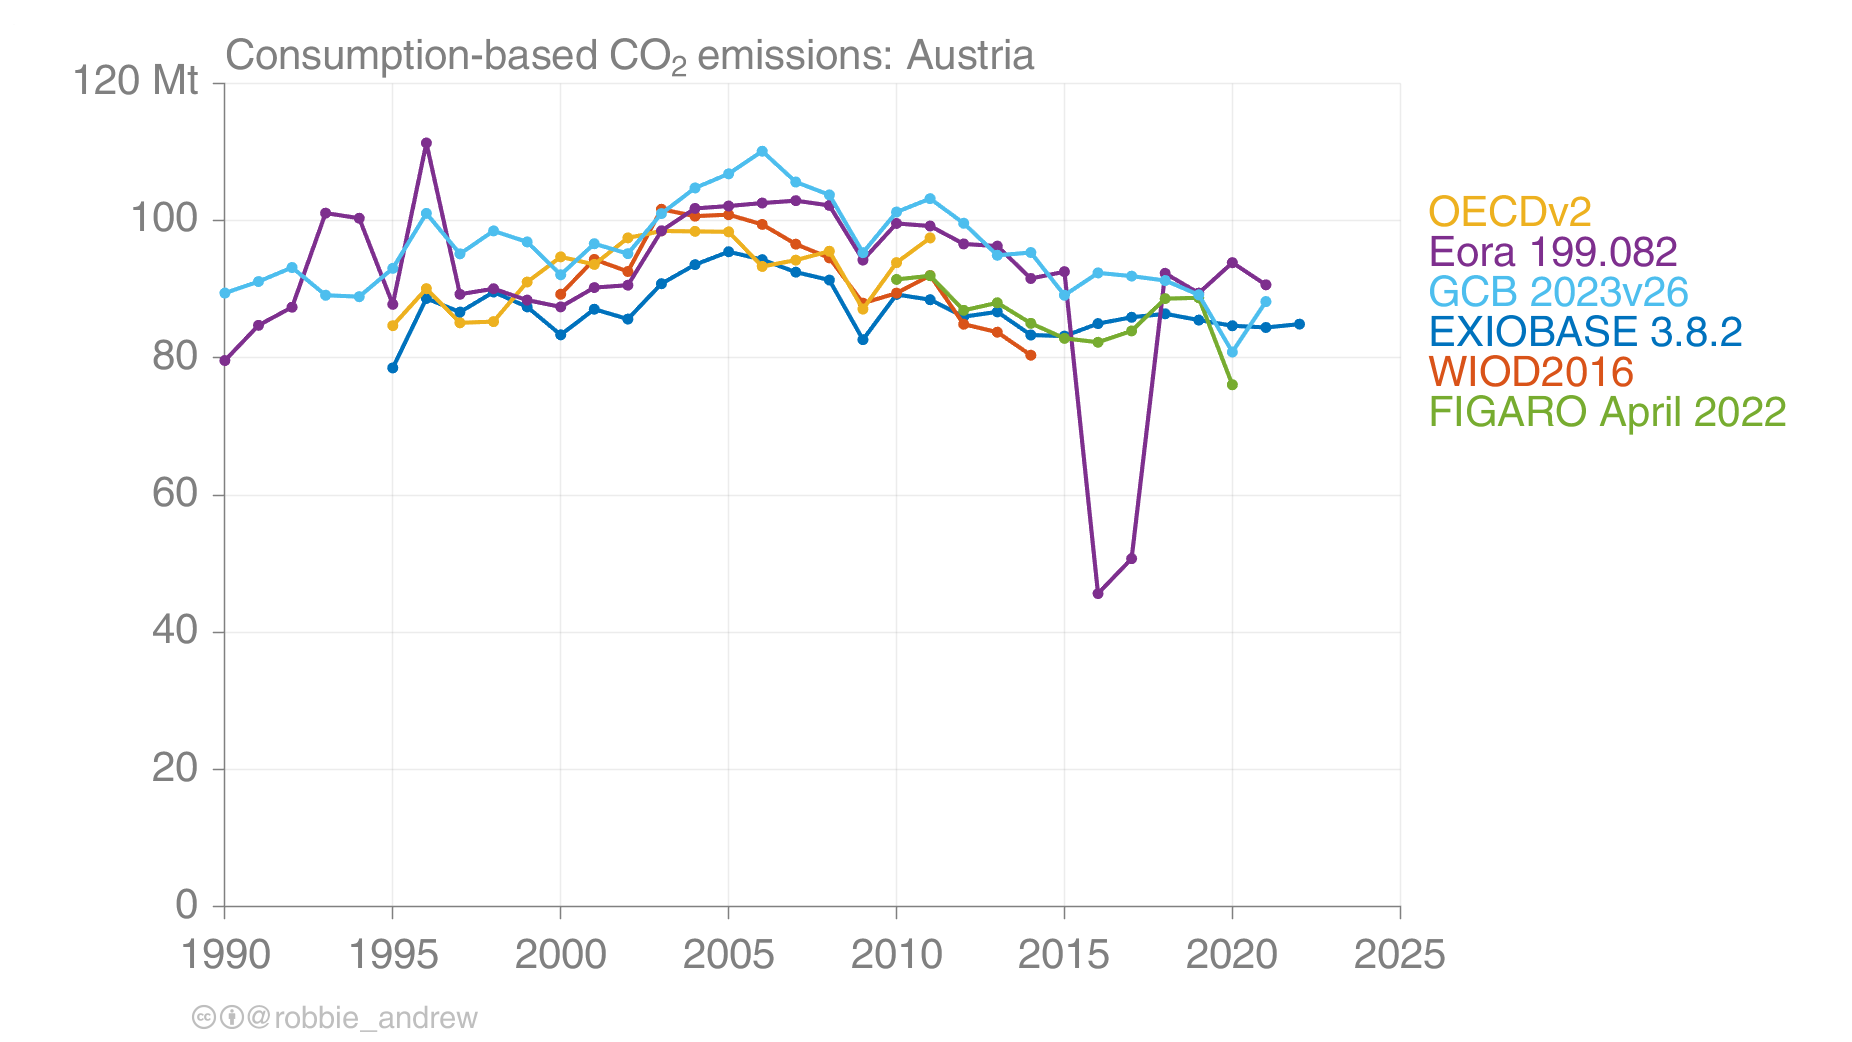 Consumption-based CO₂ emissions: Austria
120 Mt
100
80
60
40
20
0
1990 1995 2000 2005 2010 2015 2020 2025
OECDv2
Eora 199.082
GCB 2023v26
EXIOBASE 3.8.2
WIOD2016
FIGARO April 2022
@robbie_andrew